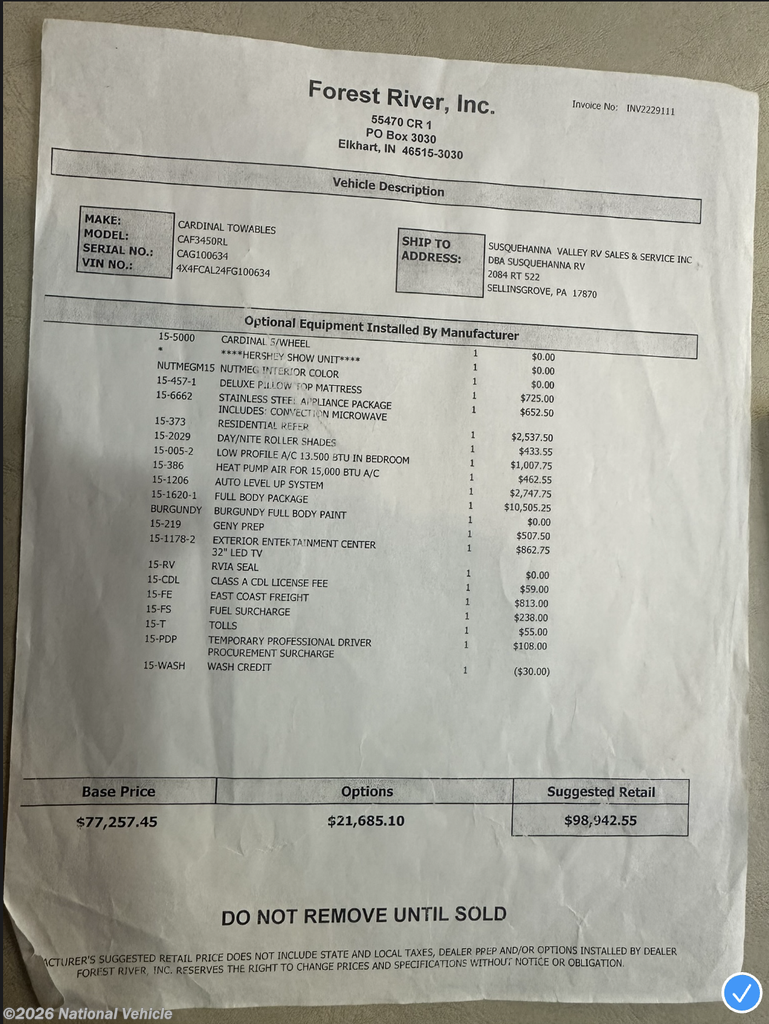 Forest River, Inc.
Invoice No: INV2229111
55470 CR 1
PO Box 3030
Elkhart, IN 46515-3030
Vehicle Description
MAKE: CARDINAL TOWABLES
MODEL: CAF3450RL
SERIAL NO.: CAG100634
VIN NO.: 4X4FCAL24FG100634
SHIP TO ADDRESS: SUSQUEHANNA VALLEY RV SALES & SERVICE INC
DBA SUSQUEHANNA RV
2084 RT 522
SELLINSGROVE, PA 17870
Optional Equipment Installed By Manufacturer
15-5000 CARDINAL 5/WHEEL 1 $0.00
* ****HERSHEY SHOW UNIT**** 1 $0.00
NUTMEGM15 NUTMEG INTERIOR COLOR 1 $0.00
15-457-1 DELUXE PILLOW TOP MATTRESS 1 $725.00
15-6662 STAINLESS STEEL APPLIANCE PACKAGE 1 $652.50
INCLUDES: CONVECTION MICROWAVE
15-373 RESIDENTIAL REFER 1 $2,537.50
15-2029 DAY/NITE ROLLER SHADES 1 $433.55
15-005-2 LOW PROFILE A/C 13.500 BTU IN BEDROOM 1 $1,007.75
15-386 HEAT PUMP AIR FOR 15,000 BTU A/C 1 $462.55
15-1206 AUTO LEVEL UP SYSTEM 1 $2,747.75
15-1620-1 FULL BODY PACKAGE 1 $10,505.25
BURGUNDY BURGUNDY FULL BODY PAINT 1 $0.00
15-219 GENY PREP 1 $507.50
15-1178-2 EXTERIOR ENTERTAINMENT CENTER 1 $862.75
32" LED TV
15-RV RVIA SEAL 1 $0.00
15-CDL CLASS A CDL LICENSE FEE 1 $59.00
15-FE EAST COAST FREIGHT 1 $813.00
15-FS FUEL SURCHARGE 1 $238.00
15-T TOLLS 1 $55.00
15-PDP TEMPORARY PROFESSIONAL DRIVER 1 $108.00
PROCUREMENT SURCHARGE
15-WASH WASH CREDIT 1 ($30.00)
Base Price Options Suggested Retail
$77,257.45 $21,685.10 $98,942.55
DO NOT REMOVE UNTIL SOLD
ACTURER'S SUGGESTED RETAIL PRICE DOES NOT INCLUDE STATE AND LOCAL TAXES, DEALER PREP AND/OR OPTIONS INSTALLED BY DEALER
FOREST RIVER, INC. RESERVES THE RIGHT TO CHANGE PRICES AND SPECIFICATIONS WITHOUT NOTICE OR OBLIGATION.
©2026 National Vehicle